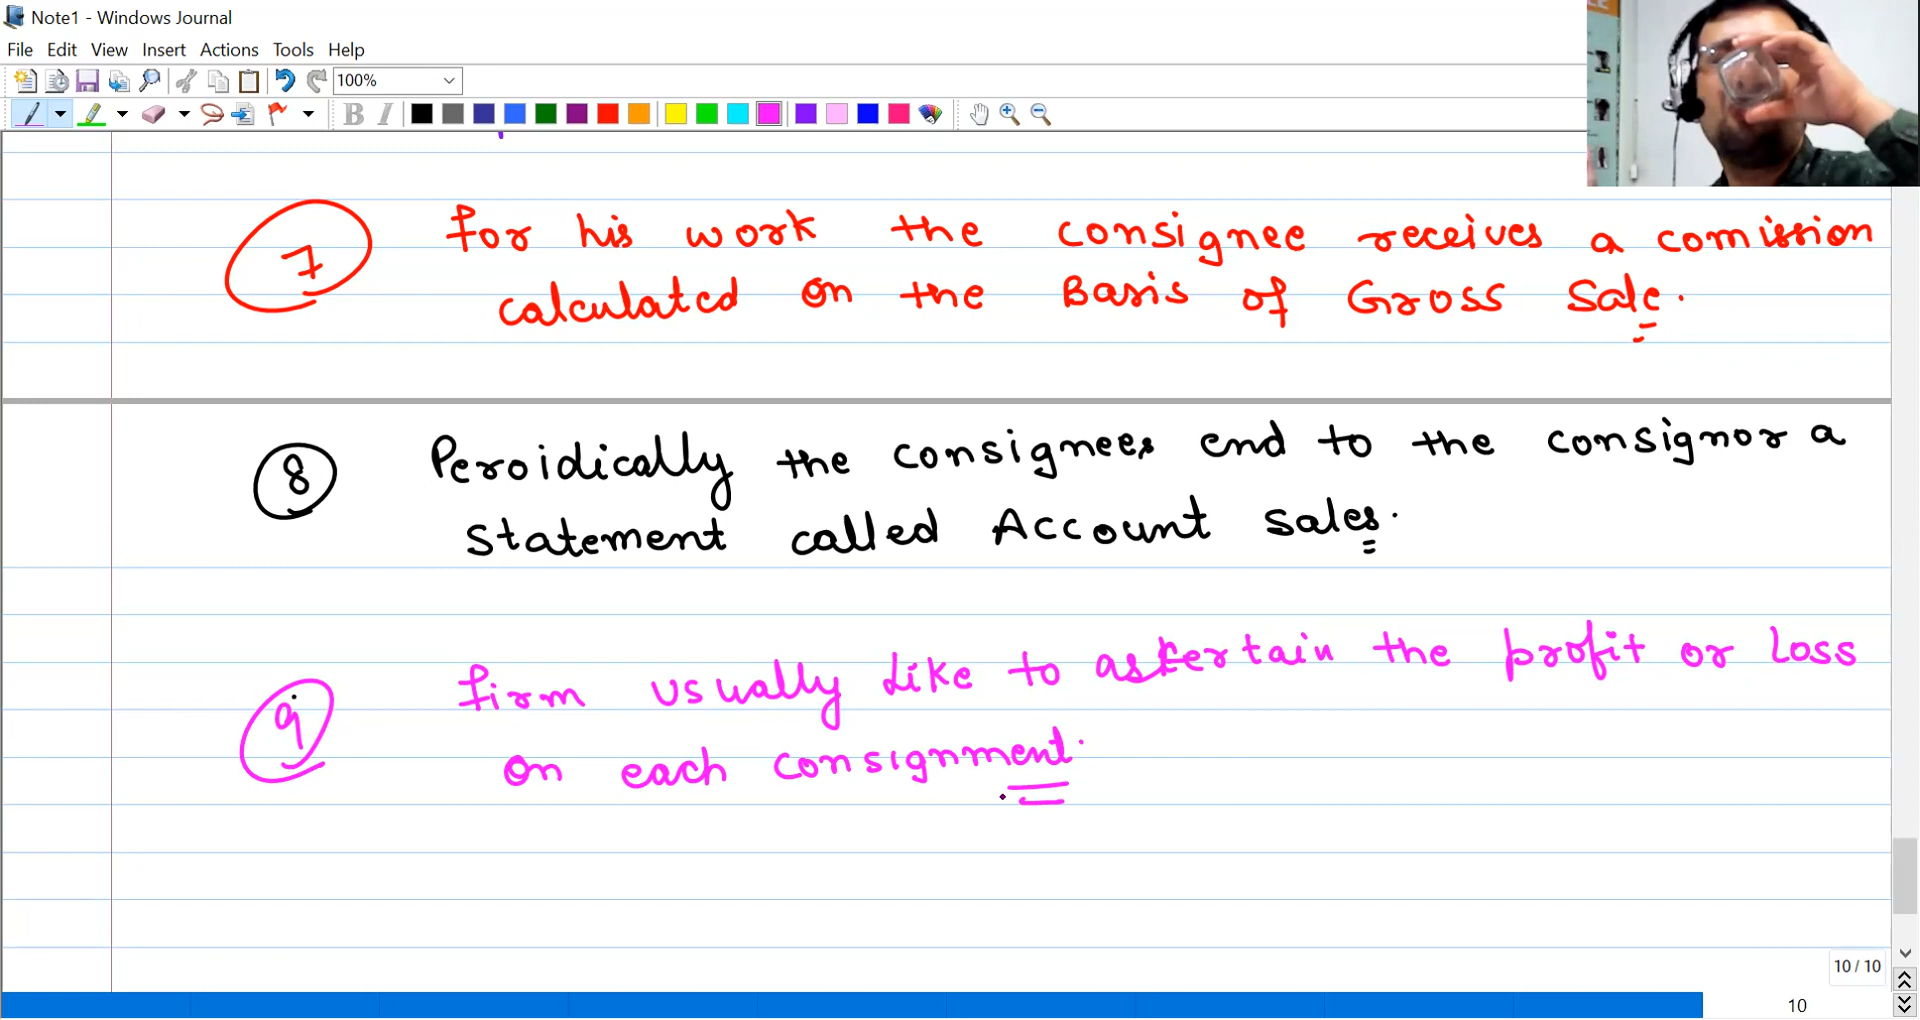 Note1 - Windows Journal
File Edit View Insert Actions Tools Help
100%
B I
7 for his work the consignee receives a comission
calculated on the Basis of Gross Sale.
8 Peroidically the consignees end to the consignor a
statement called Account sales.
9 firm usually like to ascertain the profit or loss
on each consignment.
10 / 10
10